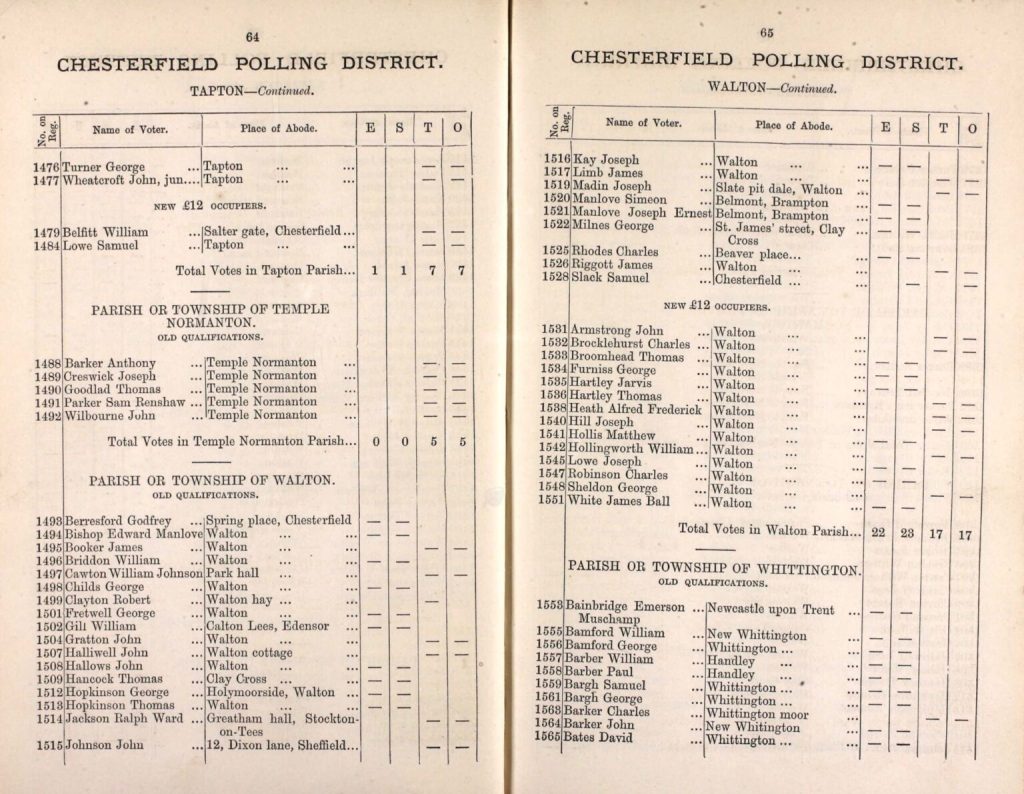 64
CHESTERFIELD POLLING DISTRICT.
TAPTON—Continued.
No. on Reg. Name of Voter. Place of Abode. E S T O
1476 Turner George ... Tapton ... ... — —
1477 Wheatcroft John, jun.... Tapton ... ... — —
NEW £12 OCCUPIERS.
1479 Belfitt William ... Salter gate, Chesterfield... — —
1484 Lowe Samuel ... Tapton ... ... — —
Total Votes in Tapton Parish... 1 1 7 7
PARISH OR TOWNSHIP OF TEMPLE
NORMANTON.
OLD QUALIFICATIONS.
1488 Barker Anthony ... Temple Normanton ... — —
1489 Creswick Joseph ... Temple Normanton ... — —
1490 Goodlad Thomas ... Temple Normanton ... — —
1491 Parker Sam Renshaw ... Temple Normanton ... — —
1492 Wilbourne John ... Temple Normanton ... — —
Total Votes in Temple Normanton Parish... 0 0 5 5
PARISH OR TOWNSHIP OF WALTON.
OLD QUALIFICATIONS.
1493 Berresford Godfrey ... Spring place, Chesterfield — —
1494 Bishop Edward Manlove Walton ... ... — —
1495 Booker James ... Walton ... ... — —
1496 Briddon William ... Walton ... ... — —
1497 Cawton William Johnson Park hall ... ... — —
1498 Childs George ... Walton ... ... — —
1499 Clayton Robert ... Walton hay ... ... —
1501 Fretwell George ... Walton ... ... — —
1502 Gill William ... Calton Lees, Edensor ... — —
1504 Gratton John ... Walton ... ... — —
1507 Halliwell John ... Walton cottage ... — —
1508 Hallows John ... Walton ... ... — —
1509 Hancock Thomas ... Clay Cross ... ... — —
1512 Hopkinson George ... Holymoorside, Walton ... — —
1513 Hopkinson Thomas ... Walton ... ... — —
1514 Jackson Ralph Ward ... Greatham hall, Stockton-
on-Tees ... — —
1515 Johnson John ... 12, Dixon lane, Sheffield... — —
65
CHESTERFIELD POLLING DISTRICT.
WALTON—Continued.
No. on Reg. Name of Voter. Place of Abode. E S T O
1516 Kay Joseph ... Walton ... ... — —
1517 Limb James ... Walton ... ... — —
1519 Madin Joseph ... Slate pit dale, Walton ... — —
1520 Manlove Simeon ... Belmont, Brampton ... — —
1521 Manlove Joseph Ernest Belmont, Brampton ... — —
1522 Milnes George ... St. James' street, Clay ... — —
Cross
1525 Rhodes Charles ... Beaver place... ... — —
1526 Riggott James ... Walton ... ... — —
1528 Slack Samuel ... Chesterfield ... ... — —
NEW £12 OCCUPIERS.
1531 Armstrong John ... Walton ... ... — —
1532 Brocklehurst Charles ... Walton ... ... — —
1533 Broomhead Thomas ... Walton ... ... — —
1534 Furniss George ... Walton ... ... — —
1535 Hartley Jarvis ... Walton ... ... — —
1536 Hartley Thomas ... Walton ... ... — —
1538 Heath Alfred Frederick Walton ... ... — —
1540 Hill Joseph ... Walton ... ... — —
1541 Hollis Matthew ... Walton ... ... — —
1542 Hollingworth William... Walton ... ... — —
1545 Lowe Joseph ... Walton ... ... — —
1547 Robinson Charles ... Walton ... ... — —
1548 Sheldon George ... Walton ... ... — —
1551 White James Ball ... Walton ... ... — —
Total Votes in Walton Parish... 22 23 17 17
PARISH OR TOWNSHIP OF WHITTINGTON.
OLD QUALIFICATIONS.
1553 Bainbridge Emerson ... Newcastle upon Trent ... — —
Muschamp
1555 Bamford William ... New Whittington ... — —
1556 Bamford George ... Whittington ... ... — —
1557 Barber William ... Handley ... ... — —
1558 Barber Paul ... Handley ... ... — —
1559 Bargh Samuel ... Whittington ... ... — —
1561 Bargh George ... Whittington ... ... — —
1563 Barker Charles ... Whittington moor ... — —
1564 Barker John ... New Whitington ... — —
1565 Bates David ... Whittington ... ... — —